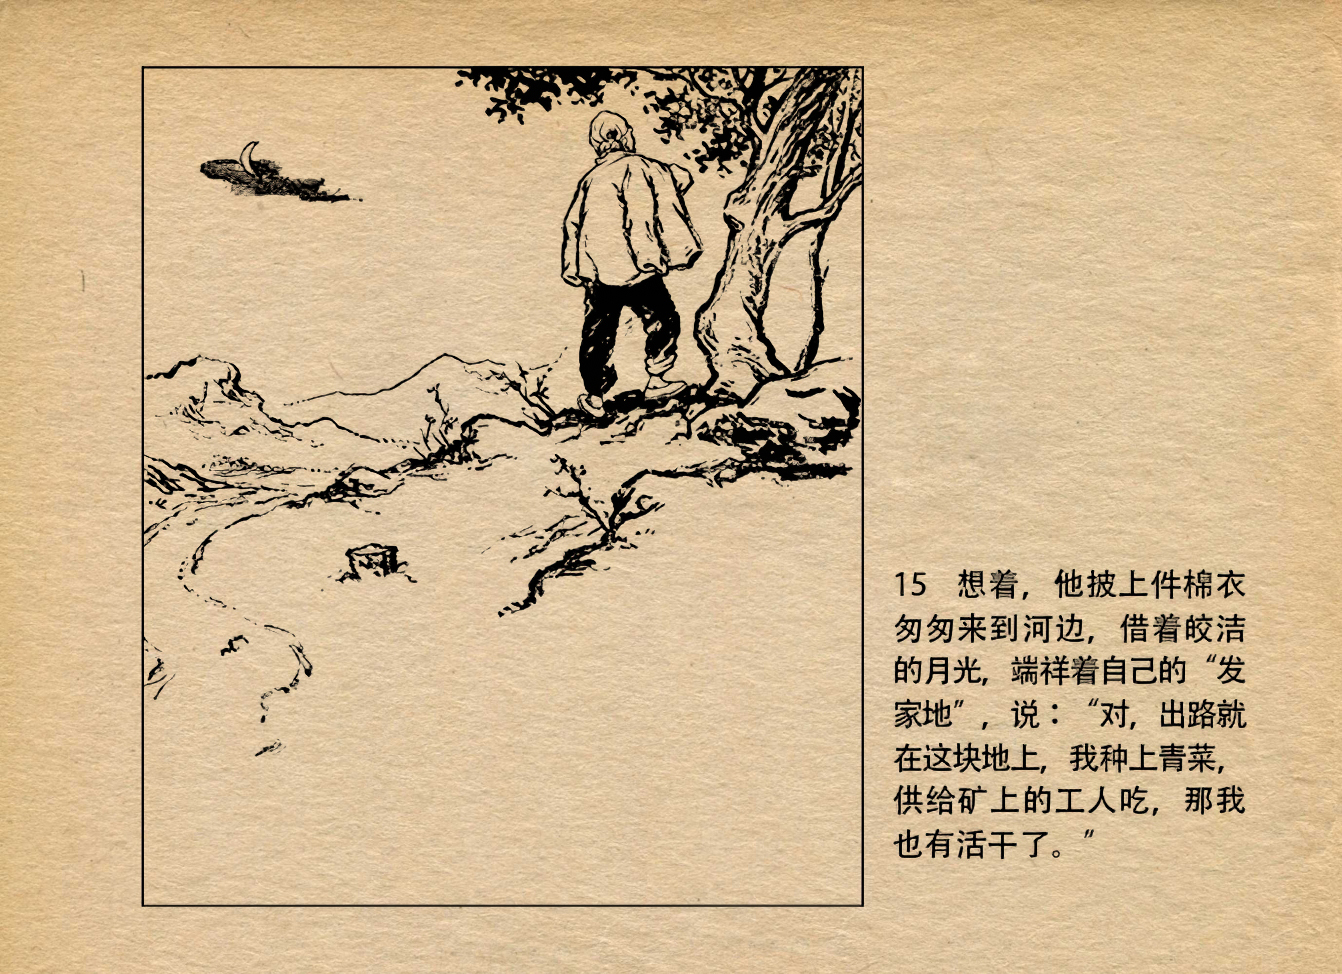 15 想着，他披上件棉衣
匆匆来到河边，借着皎洁
的月光，端祥着自己的“发
家地”，说：“对，出路就
在这块地上，我种上青菜，
供给矿上的工人吃，那我
也有活干了。”